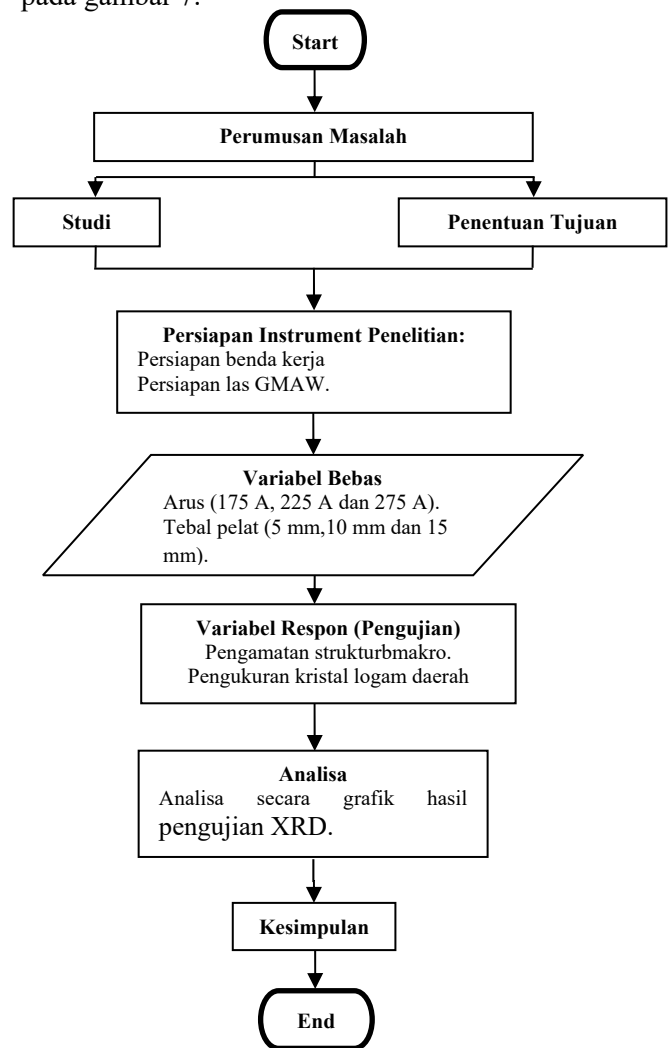 pada gambar 7.
Start
Perumusan Masalah
Studi
Penentuan Tujuan
Persiapan Instrument Penelitian:
Persiapan benda kerja
Persiapan las GMAW.
Variabel Bebas
Arus (175 A, 225 A dan 275 A).
Tebal pelat (5 mm,10 mm dan 15
mm).
Variabel Respon (Pengujian)
Pengamatan strukturbmakro.
Pengukuran kristal logam daerah
Analisa
Analisa secara grafik hasil
pengujian XRD.
Kesimpulan
End